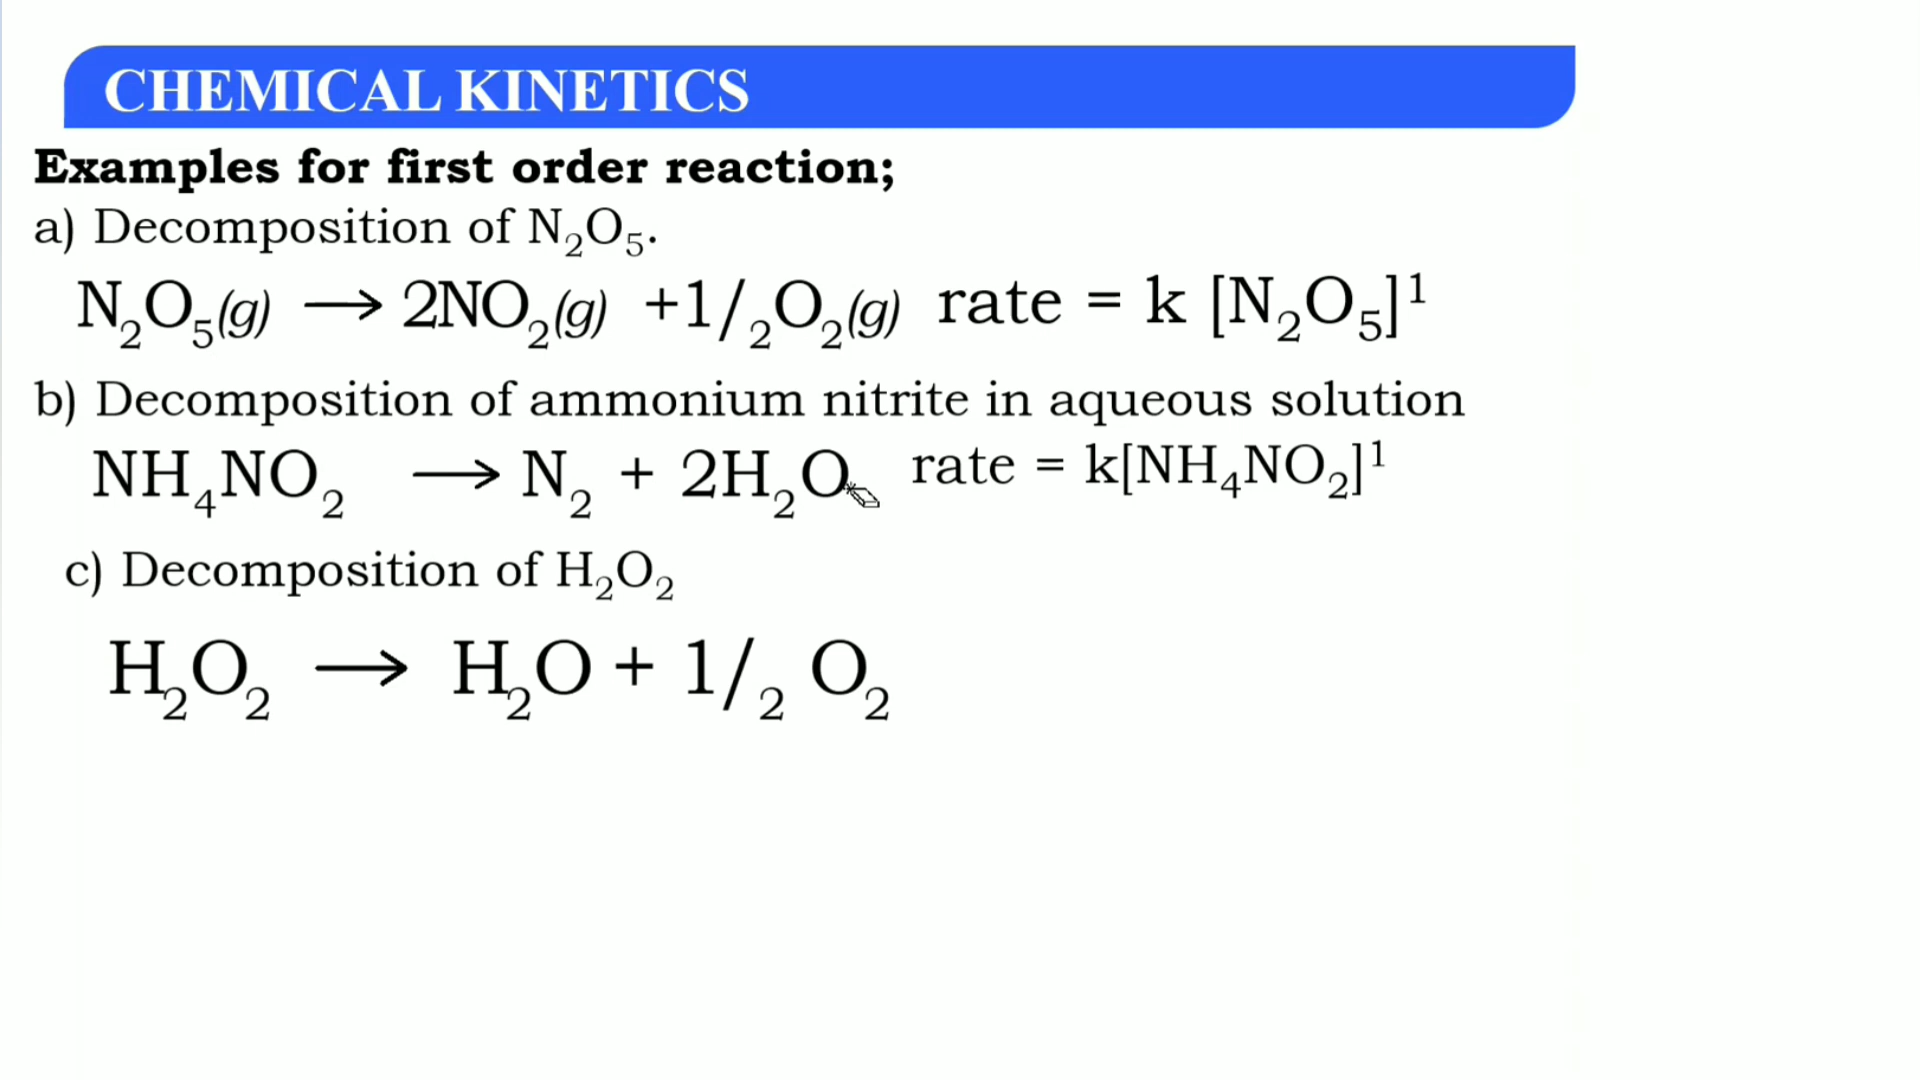 CHEMICAL KINETICS
Examples for first order reaction;
a) Decomposition of N₂O₅.
N₂O₅(g) ⟶ 2NO₂(g) +1/₂O₂(g) rate = k [N₂O₅]¹
b) Decomposition of ammonium nitrite in aqueous solution
NH₄NO₂ ⟶ N₂ + 2H₂O rate = k[NH₄NO₂]¹
c) Decomposition of H₂O₂
H₂O₂ ⟶ H₂O + 1/₂ O₂